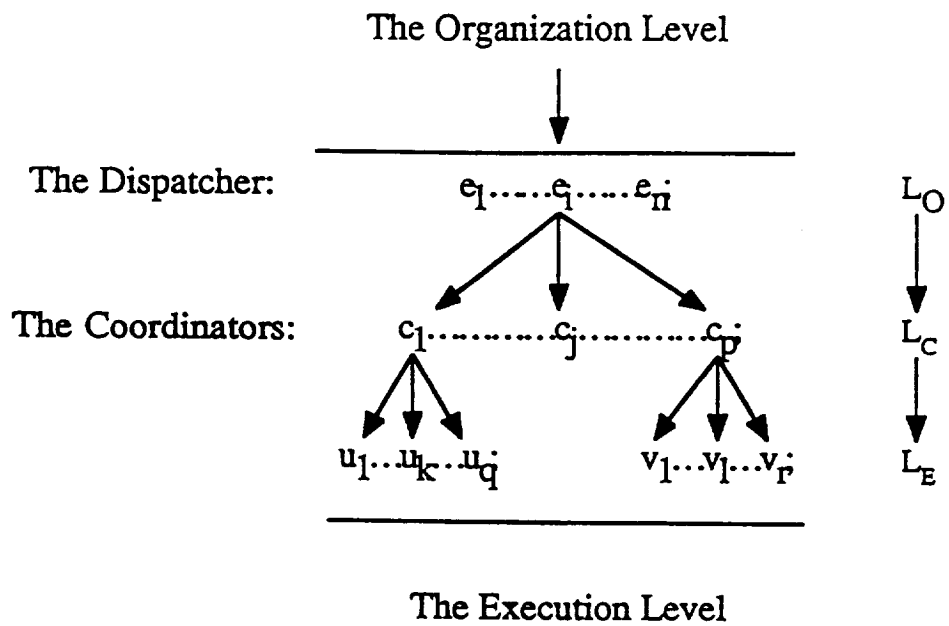 The Organization Level
The Dispatcher: e1......ei......en; LO
The Coordinators: c1............cj............cp; LC
u1...uk...uq; v1...vl...vr; LE
The Execution Level